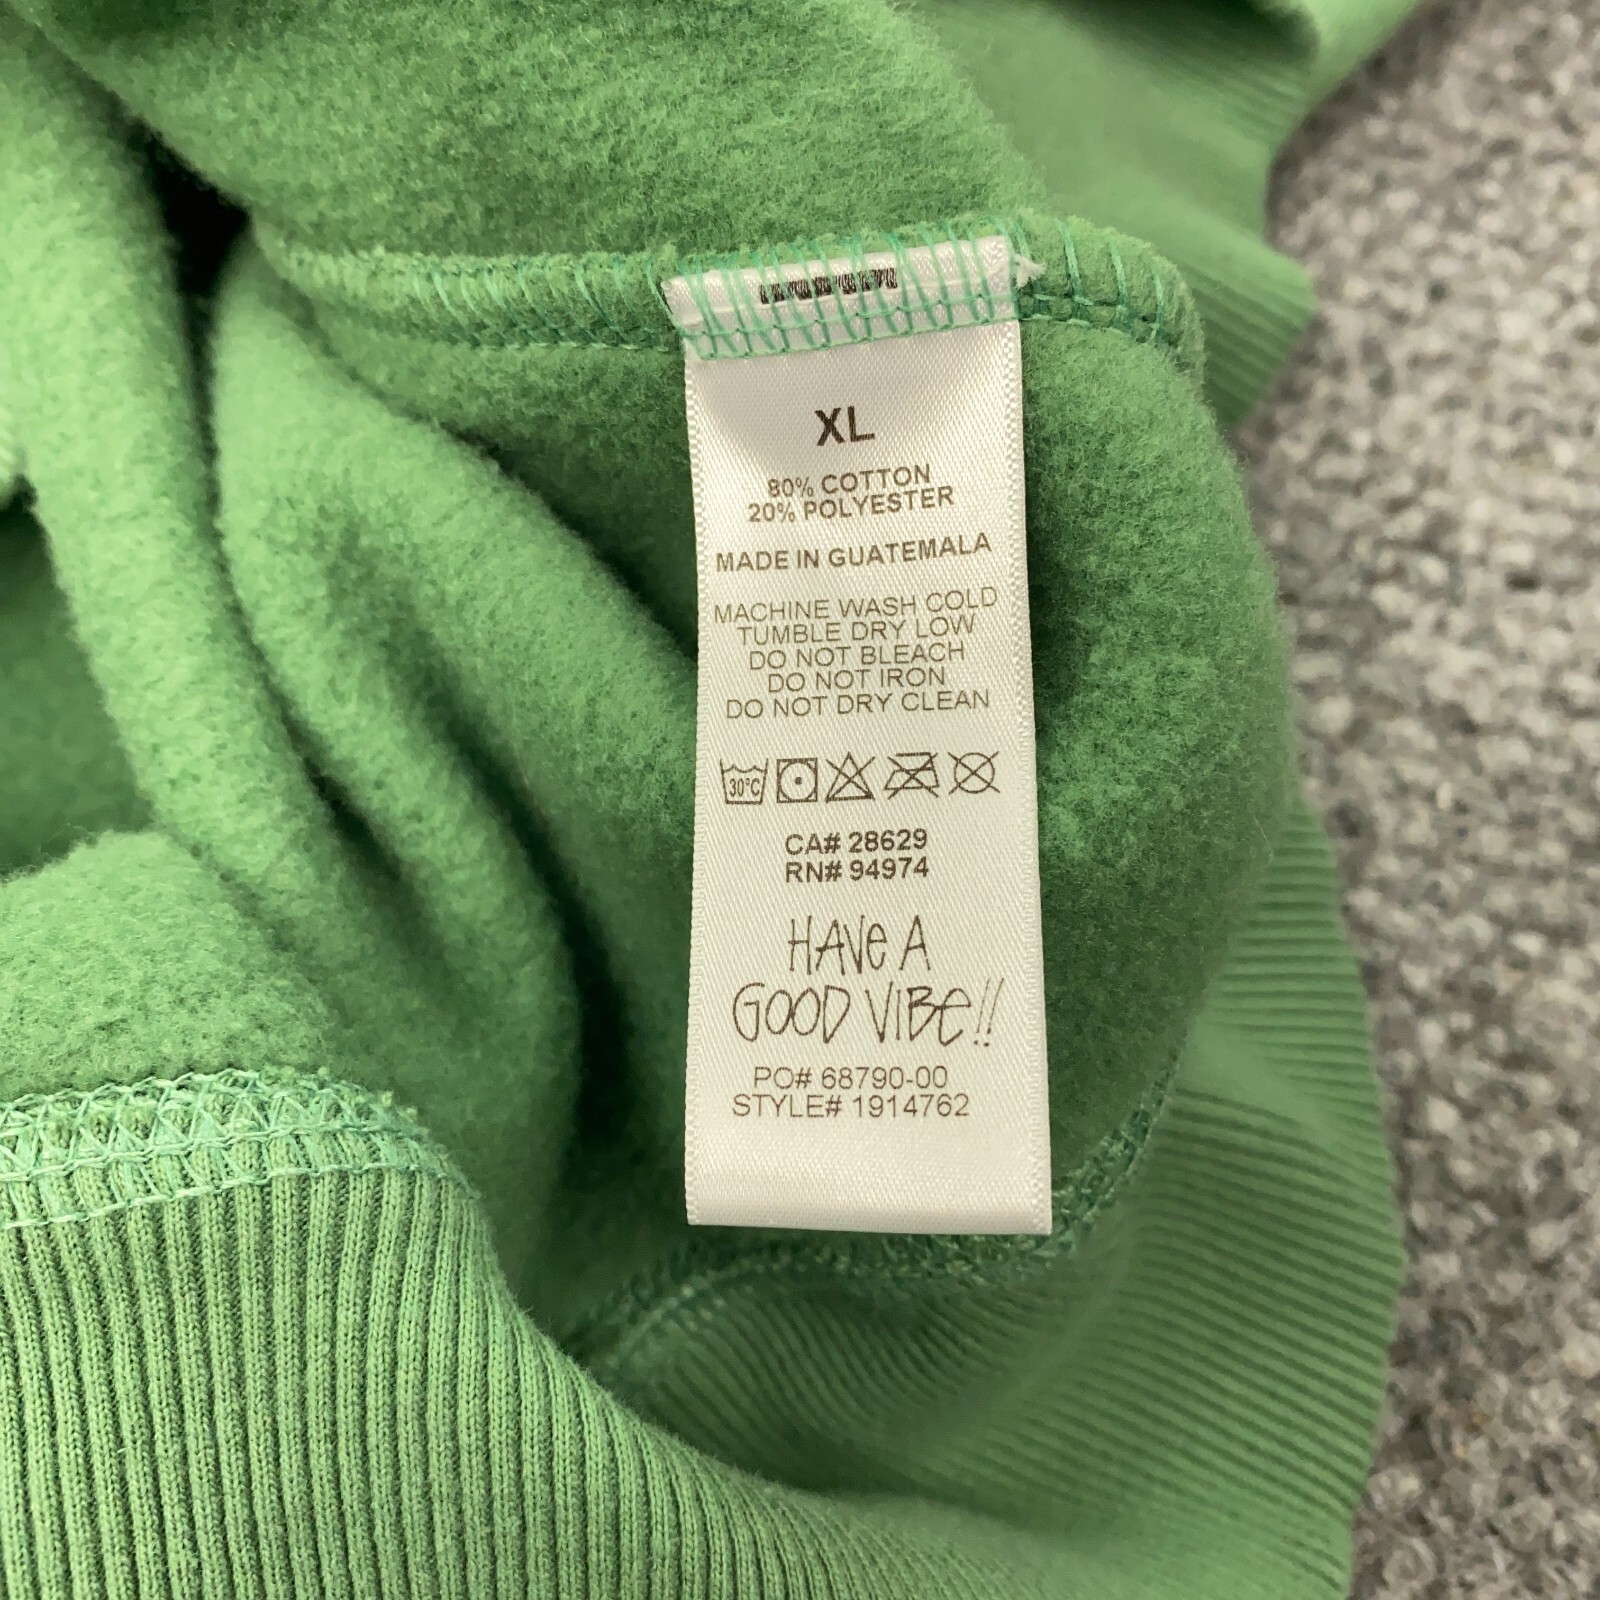 XL
80% COTTON
20% POLYESTER
MADE IN GUATEMALA
MACHINE WASH COLD
TUMBLE DRY LOW
DO NOT BLEACH
DO NOT IRON
DO NOT DRY CLEAN
30°C
CA# 28629
RN# 94974
HAVe A
GOOD VIBe!!
PO# 68790-00
STYLE# 1914762